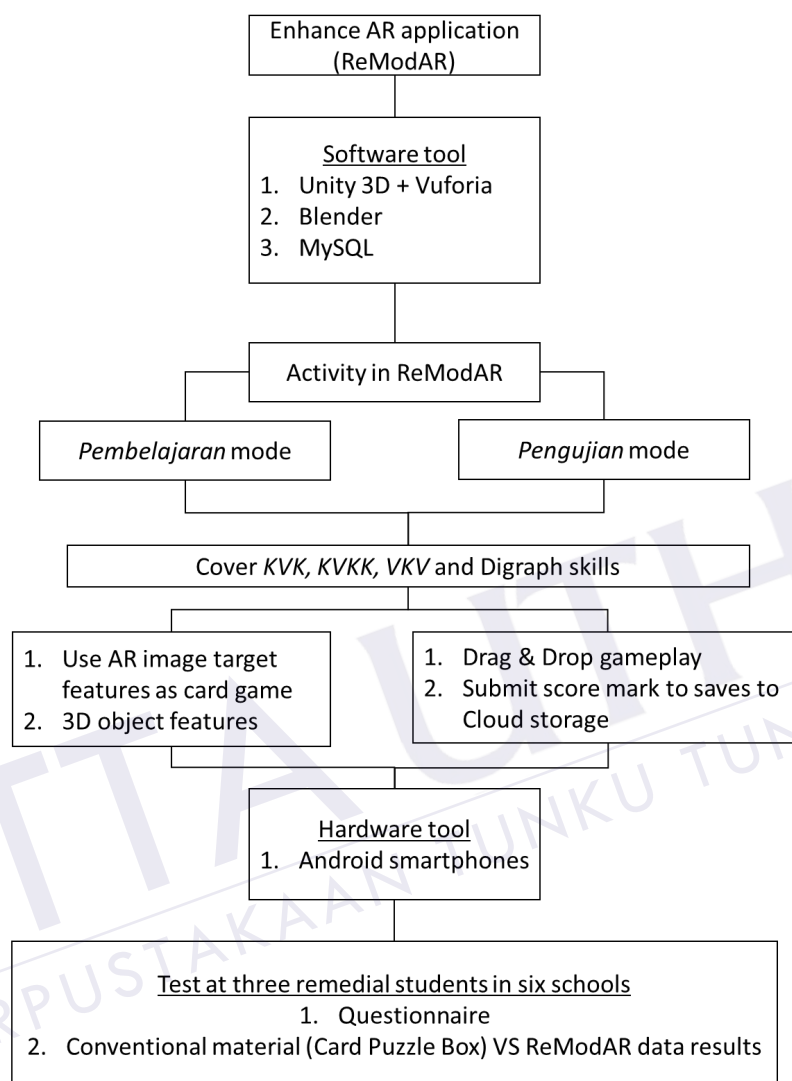 Enhance AR application
(ReModAR)
Software tool
1. Unity 3D + Vuforia
2. Blender
3. MySQL
Activity in ReModAR
Pembelajaran mode
Pengujian mode
Cover KVK, KVKK, VKV and Digraph skills
1. Use AR image target
features as card game
2. 3D object features
1. Drag & Drop gameplay
2. Submit score mark to saves to
Cloud storage
Hardware tool
1. Android smartphones
Test at three remedial students in six schools
1. Questionnaire
2. Conventional material (Card Puzzle Box) VS ReModAR data results